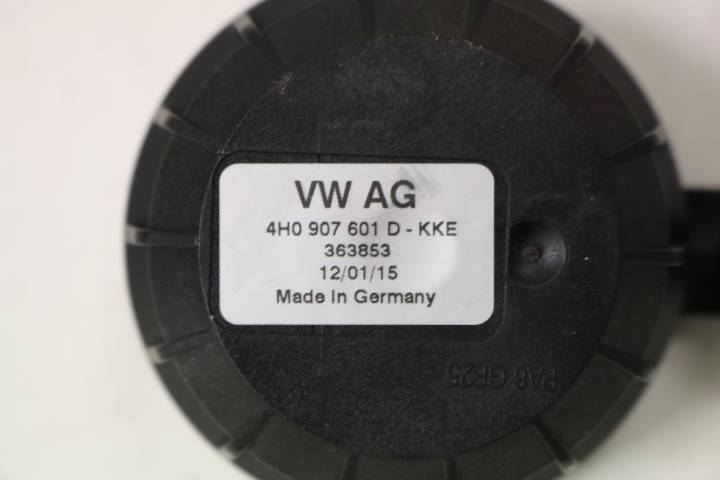 VW AG
4H0 907 601 D - KKE
363853
12/01/15
Made In Germany
PA6 GF25